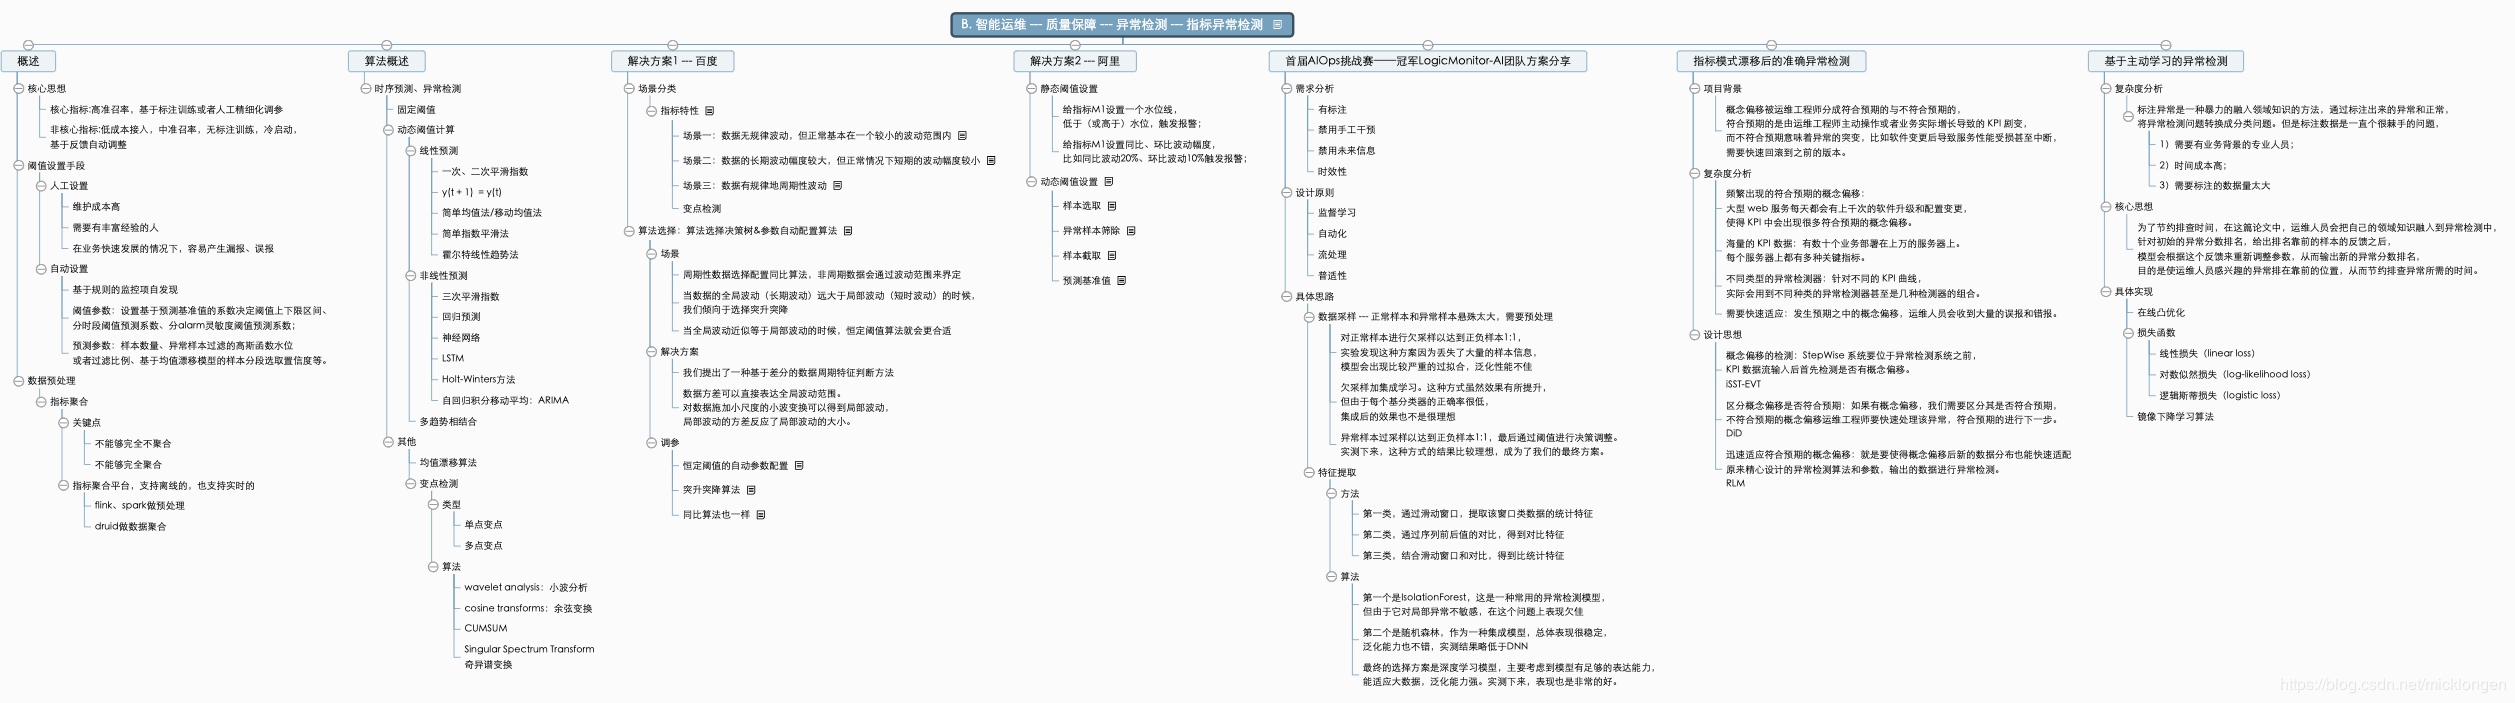 B. 智能运维 --- 质量保障 --- 异常检测 --- 指标异常检测
概述
核心思想
核心指标:高准召率，基于标注训练或者人工精细化调参
非核心指标:低成本接入，中准召率，无标注训练，冷启动，
基于反馈自动调整
阈值设置手段
人工设置
维护成本高
需要有丰富经验的人
在业务快速发展的情况下，容易产生漏报、误报
自动设置
基于规则的监控项自发现
阈值参数：设置基于预测基准值的系数决定阈值上下限区间、
分时段阈值预测系数、分alarm灵敏度阈值预测系数；
预测参数：样本数量、异常样本过滤的高斯函数水位
或者过滤比例、基于均值漂移模型的样本分段选取置信度等。
数据预处理
指标聚合
关键点
不能够完全不聚合
不能够完全聚合
指标聚合平台，支持离线的，也支持实时的
flink、spark做预处理
druid做数据聚合
算法概述
时序预测、异常检测
固定阈值
动态阈值计算
线性预测
一次、二次平滑指数
y(t + 1) = y(t)
简单均值法/移动均值法
简单指数平滑法
霍尔特线性趋势法
非线性预测
三次平滑指数
回归预测
神经网络
LSTM
Holt-Winters方法
自回归积分移动平均：ARIMA
多趋势相结合
其他
均值漂移算法
变点检测
类型
单点变点
多点变点
算法
wavelet analysis：小波分析
cosine transforms：余弦变换
CUMSUM
Singular Spectrum Transform
奇异谱变换
解决方案1 --- 百度
场景分类
指标特性
场景一：数据无规律波动，但正常基本在一个较小的波动范围内
场景二：数据的长期波动幅度较大，但正常情况下短期的波动幅度较小
场景三：数据有规律地周期性波动
变点检测
算法选择：算法选择决策树&参数自动配置算法
场景
周期性数据选择配置同比算法，非周期数据会通过波动范围来界定
当数据的全局波动（长期波动）远大于局部波动（短时波动）的时候，
我们倾向于选择突升突降
当全局波动近似等于局部波动的时候，恒定阈值算法就会更合适
解决方案
我们提出了一种基于差分的数据周期特征判断方法
数据方差可以直接表达全局波动范围。
对数据施加小尺度的小波变换可以得到局部波动，
局部波动的方差反应了局部波动的大小。
调参
恒定阈值的自动参数配置
突升突降算法
同比算法也一样
解决方案2 --- 阿里
静态阈值设置
给指标M1设置一个水位线，
低于（或高于）水位，触发报警；
给指标M1设置同比、环比波动幅度，
比如同比波动20%、环比波动10%触发报警；
动态阈值设置
样本选取
异常样本筛除
样本截取
预测基准值
首届AIOps挑战赛——冠军LogicMonitor-AI团队方案分享
需求分析
有标注
禁用手工干预
禁用未来信息
时效性
设计原则
监督学习
自动化
流处理
普适性
具体思路
数据采样 --- 正常样本和异常样本悬殊太大，需要预处理
对正常样本进行欠采样以达到正负样本1:1，
实验发现这种方案因为丢失了大量的样本信息，
模型会出现比较严重的过拟合，泛化性能不佳
欠采样加集成学习。这种方式虽然效果有所提升，
但由于每个基分类器的正确率很低，
集成后的效果也不是很理想
异常样本过采样以达到正负样本1:1，最后通过阈值进行决策调整。
实测下来，这种方式的结果比较理想，成为了我们的最终方案。
特征提取
方法
第一类，通过滑动窗口，提取该窗口类数据的统计特征
第二类，通过序列前后值的对比，得到对比特征
第三类，结合滑动窗口和对比，得到比统计特征
算法
第一个是IsolationForest，这是一种常用的异常检测模型，
但由于它对局部异常不敏感，在这个问题上表现欠佳
第二个是随机森林，作为一种集成模型，总体表现很稳定，
泛化能力也不错，实测结果略低于DNN
最终的选择方案是深度学习模型，主要考虑到模型有足够的表达能力，
能适应大数据，泛化能力强。实测下来，表现也是非常的好。
指标模式漂移后的准确异常检测
项目背景
概念偏移被运维工程师分成符合预期的与不符合预期的，
符合预期的是由运维工程师主动操作或者业务实际增长导致的 KPI 剧变，
而不符合预期意味着异常的突变，比如软件变更后导致服务性能受损甚至中断，
需要快速回滚到之前的版本。
复杂度分析
频繁出现的符合预期的概念偏移：
大型 web 服务每天都会有上千次的软件升级和配置变更，
使得 KPI 中会出现很多符合预期的概念偏移。
海量的 KPI 数据：有数十个业务部署在上万的服务器上。
每个服务器上都有多种关键指标。
不同类型的异常检测器：针对不同的 KPI 曲线，
实际会用到不同种类的异常检测器甚至是几种检测器的组合。
需要快速适应：发生预期之中的概念偏移，运维人员会收到大量的误报和错报。
设计思想
概念偏移的检测：StepWise 系统要位于异常检测系统之前，
KPI 数据流输入后首先检测是否有概念偏移。
iSST-EVT
区分概念偏移是否符合预期：如果有概念偏移，我们需要区分其是否符合预期，
不符合预期的概念偏移运维工程师要快速处理该异常，符合预期的进行下一步。
DiD
迅速适应符合预期的概念偏移：就是要使得概念偏移后新的数据分布也能快速适配
原来精心设计的异常检测算法和参数，输出的数据进行异常检测。
RLM
基于主动学习的异常检测
复杂度分析
标注异常是一种暴力的融入领域知识的方法，通过标注出来的异常和正常，
将异常检测问题转换成分类问题。但是标注数据是一直个很棘手的问题，
1）需要有业务背景的专业人员；
2）时间成本高；
3）需要标注的数据量太大
核心思想
为了节约排查时间，在这篇论文中，运维人员会把自己的领域知识融入到异常检测中，
针对初始的异常分数排名，给出排名靠前的样本的反馈之后，
模型会根据这个反馈来重新调整参数，从而输出新的异常分数排名，
目的是使运维人员感兴趣的异常排在靠前的位置，从而节约排查异常所需的时间。
具体实现
在线凸优化
损失函数
线性损失（linear loss）
对数似然损失（log-likelihood loss）
逻辑斯蒂损失（logistic loss）
镜像下降学习算法
https://blog.csdn.net/micklongen